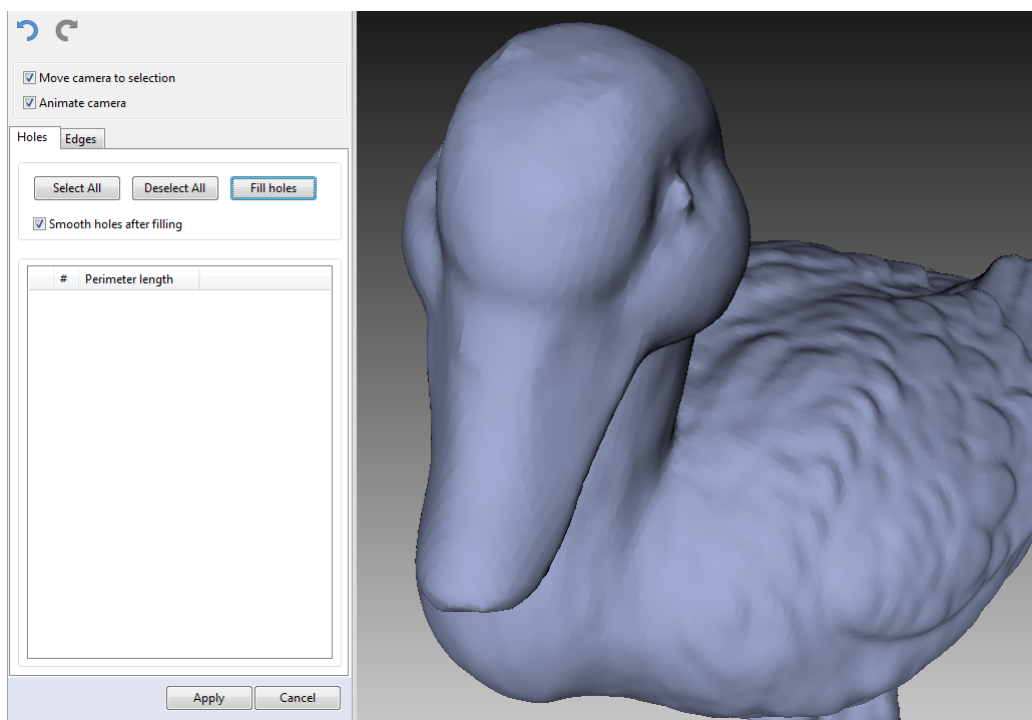 Move camera to selection
Animate camera
Holes Edges
Select All Deselect All Fill holes
Smooth holes after filling
# Perimeter length
Apply Cancel